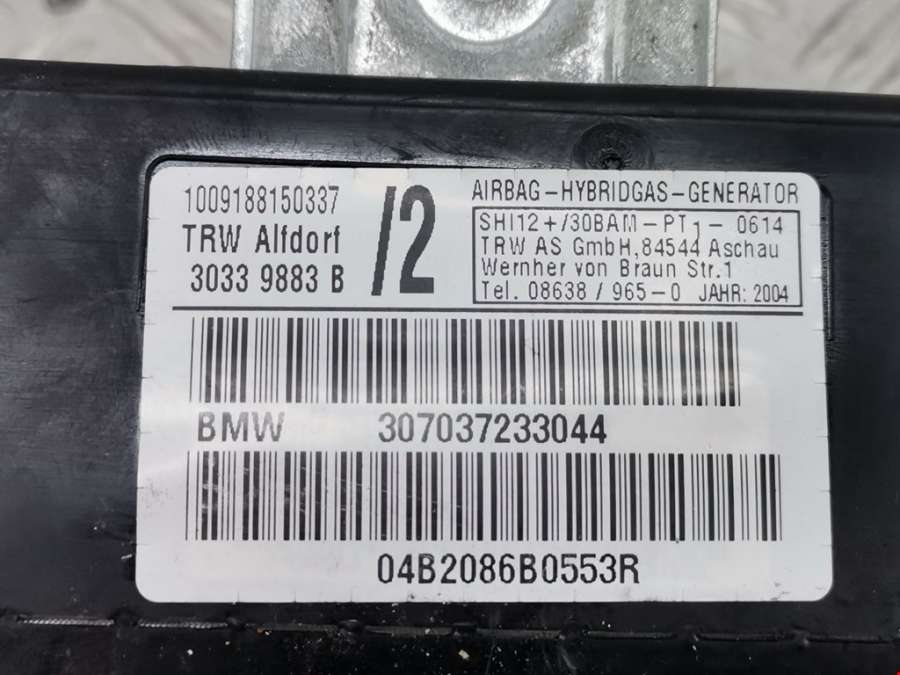 1009188150337
TRW Alfdorf
3033 9883 B
/2
AIRBAG-HYBRIDGAS-GENERATOR
SHI12+/30BAM-PT1-0614
TRW AS GmbH,84544 Aschau
Wernher von Braun Str.1
Tel. 08638/965-0 JAHR: 2004
BMW 307037233044
04B2086B0553R